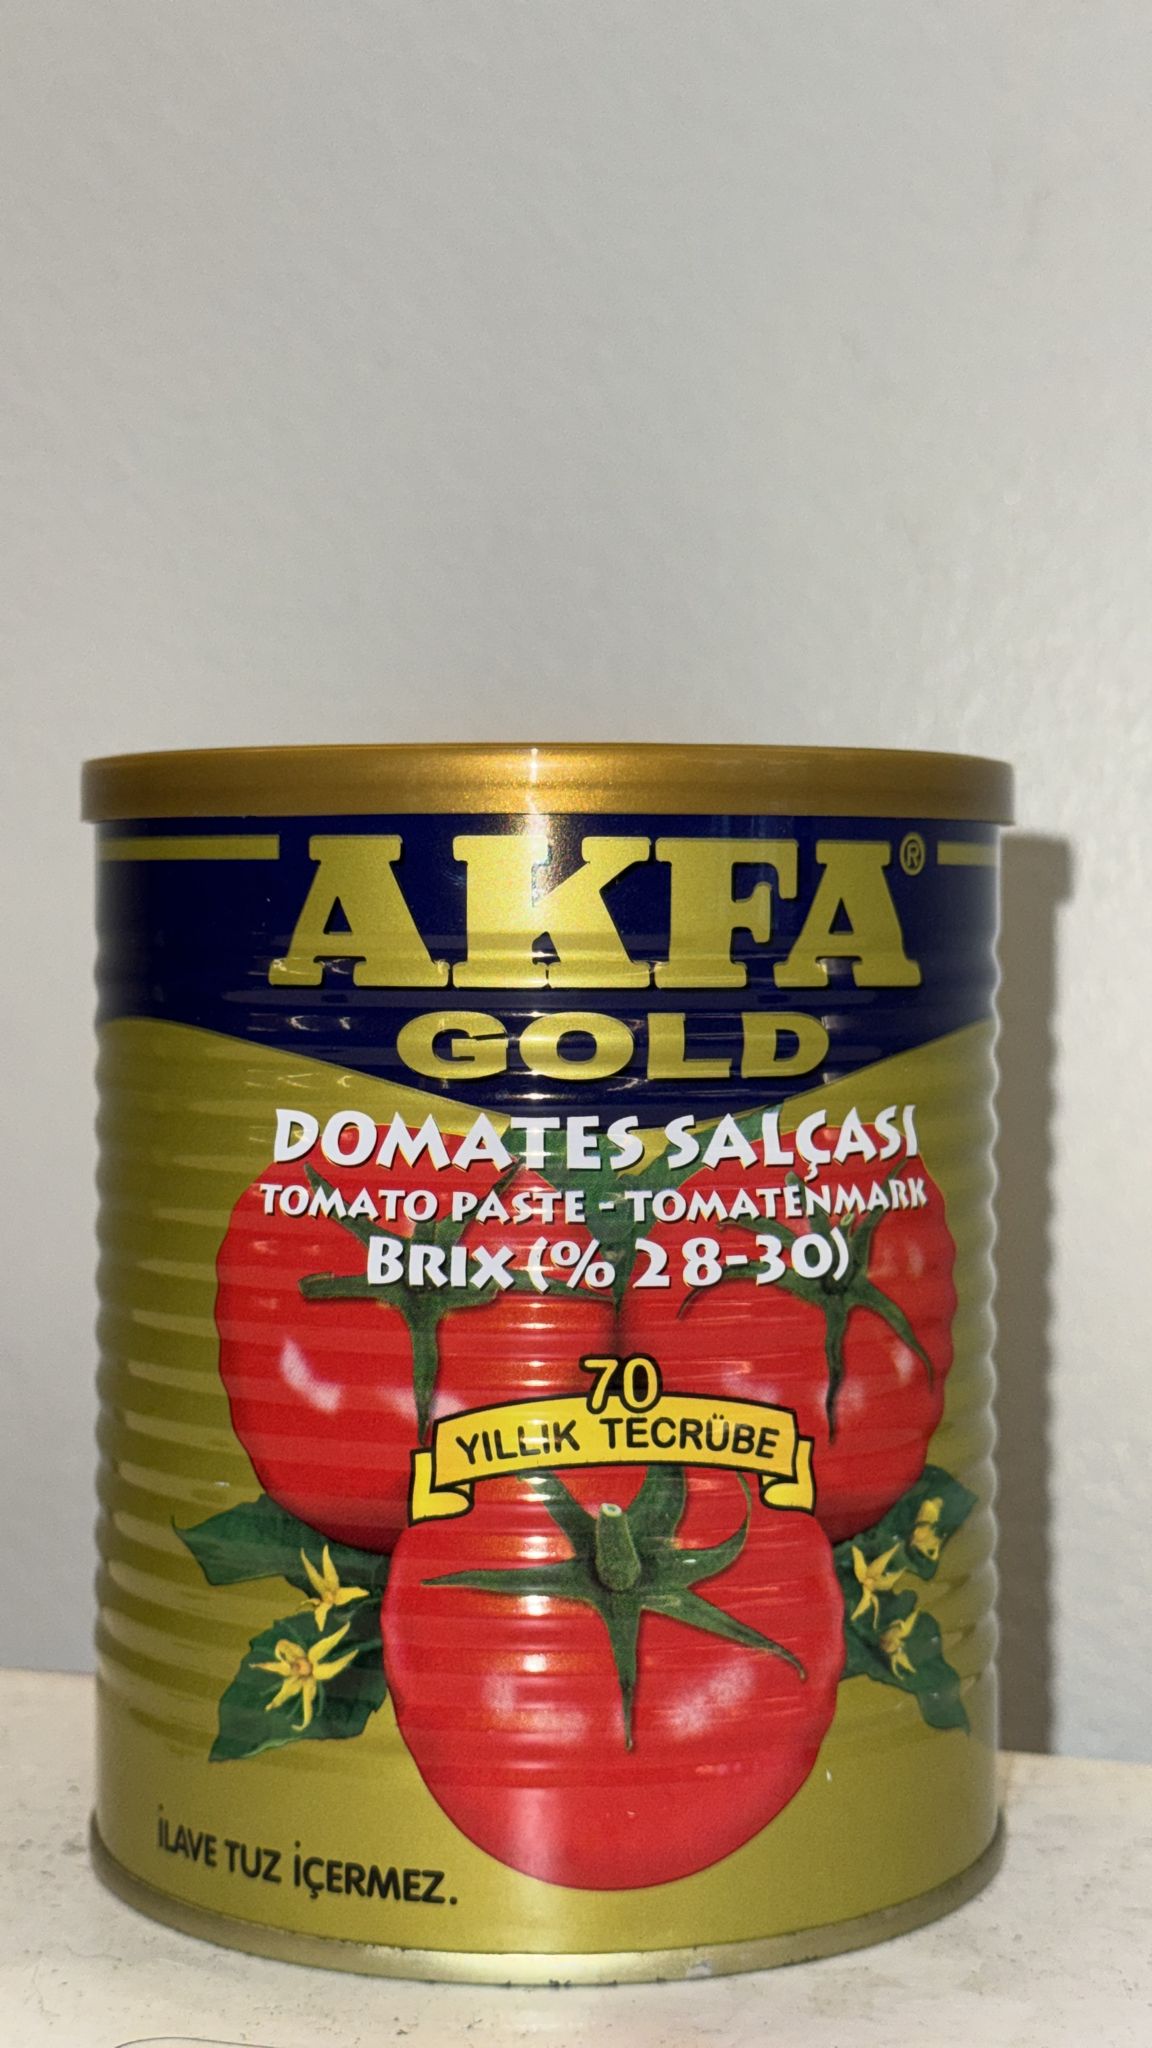 AKFA®
GOLD
DOMATES SALÇASI
TOMATO PASTE - TOMATENMARK
BRIX (% 28-30)
70
YILLIK TECRÜBE
İLAVE TUZ İÇERMEZ.